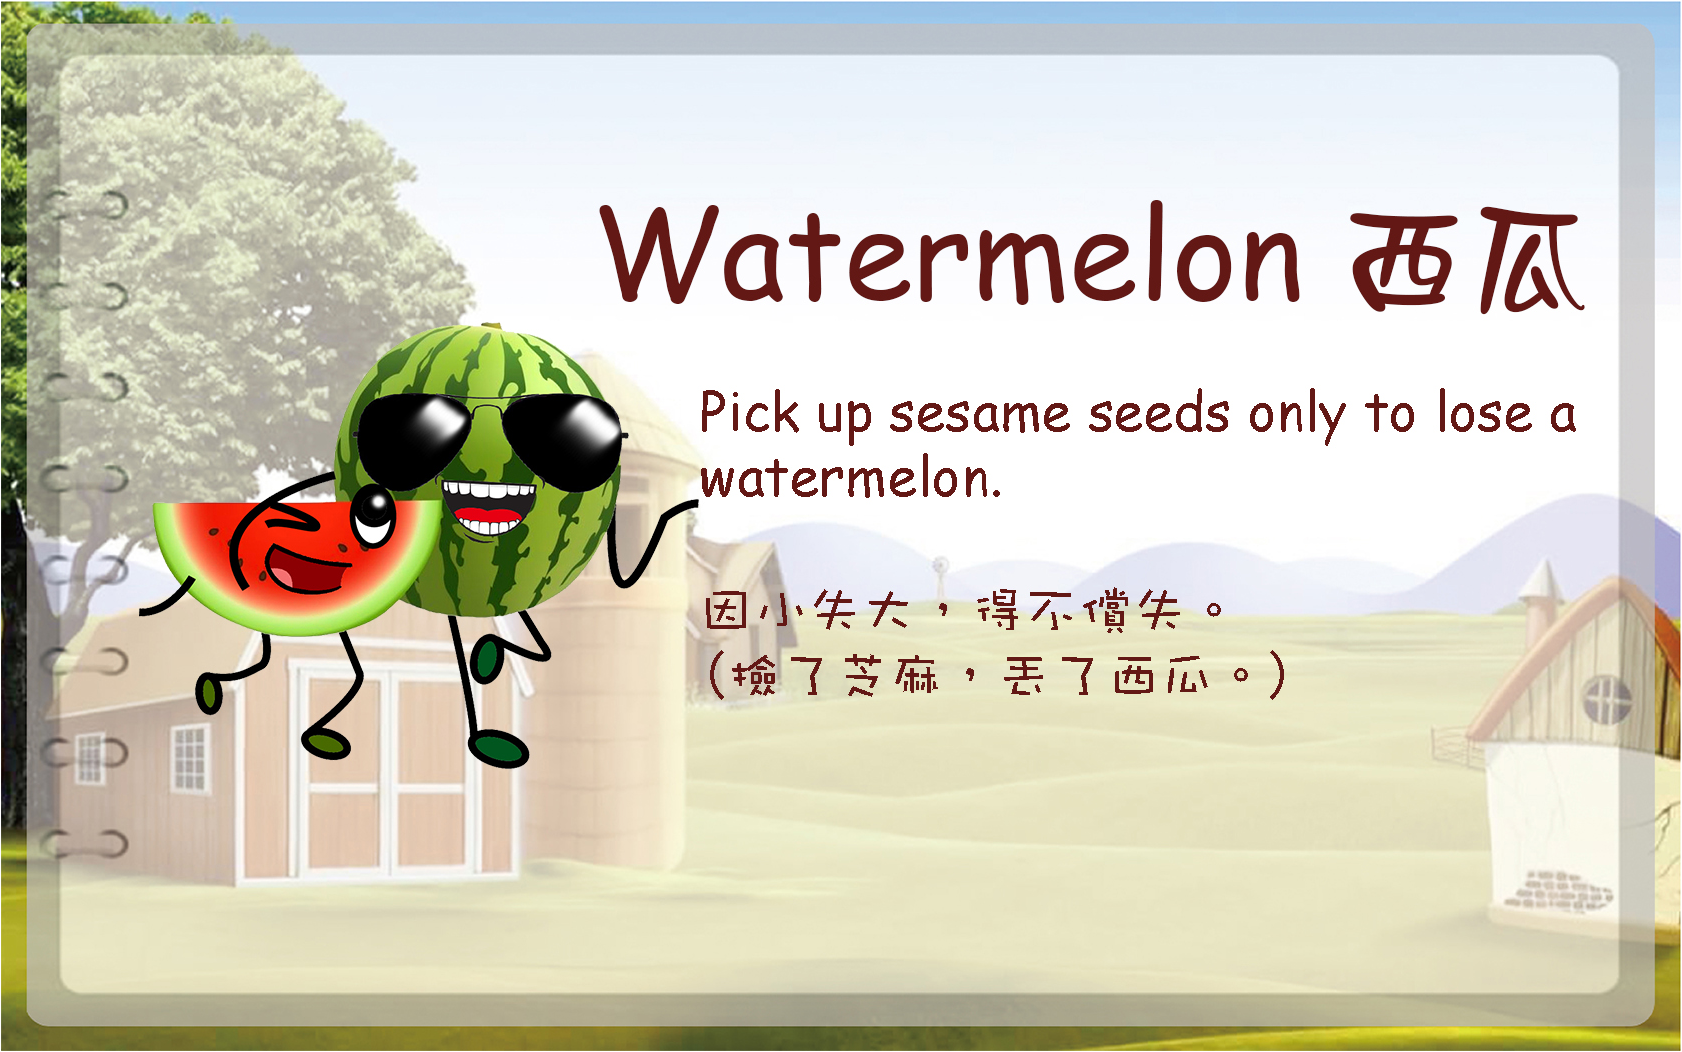 Watermelon 西瓜
Pick up sesame seeds only to lose a
watermelon.
因小失大，得不償失。
(撿了芝麻，丟了西瓜。)